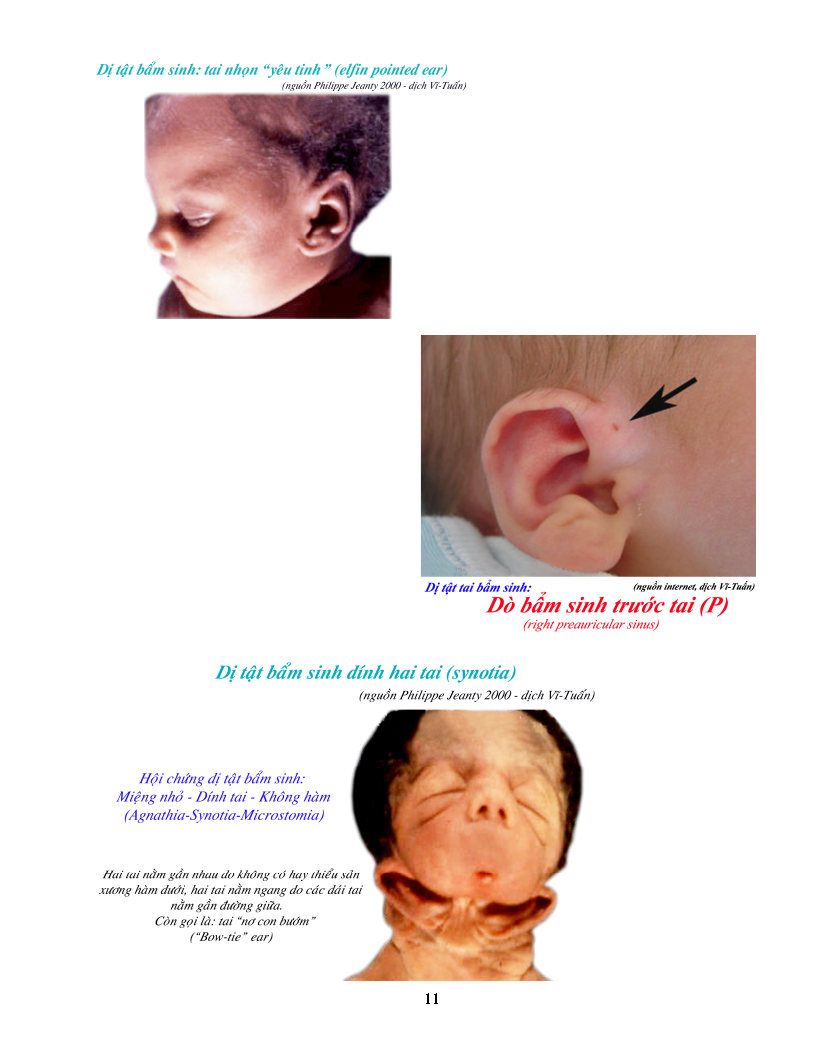 Dị tật bẩm sinh: tai nhọn “yêu tinh” (elfin pointed ear)
(nguồn Philippe Jeanty 2000 - dịch Vĩ-Tuấn)
Dị tật tai bẩm sinh:
(nguồn internet, dịch Vĩ-Tuấn)
Dò bẩm sinh trước tai (P)
(right preauricular sinus)
Dị tật bẩm sinh dính hai tai (synotia)
(nguồn Philippe Jeanty 2000 - dịch Vĩ-Tuấn)
Hội chứng dị tật bẩm sinh:
Miệng nhỏ - Dính tai - Không hàm
(Agnathia-Synotia-Microstomia)
Hai tai nằm gần nhau do không có hay thiểu sản
xương hàm dưới, hai tai nằm ngang do các dái tai
nằm gần đường giữa.
Còn gọi là: tai “nơ con bướm”
(“Bow-tie” ear)
11